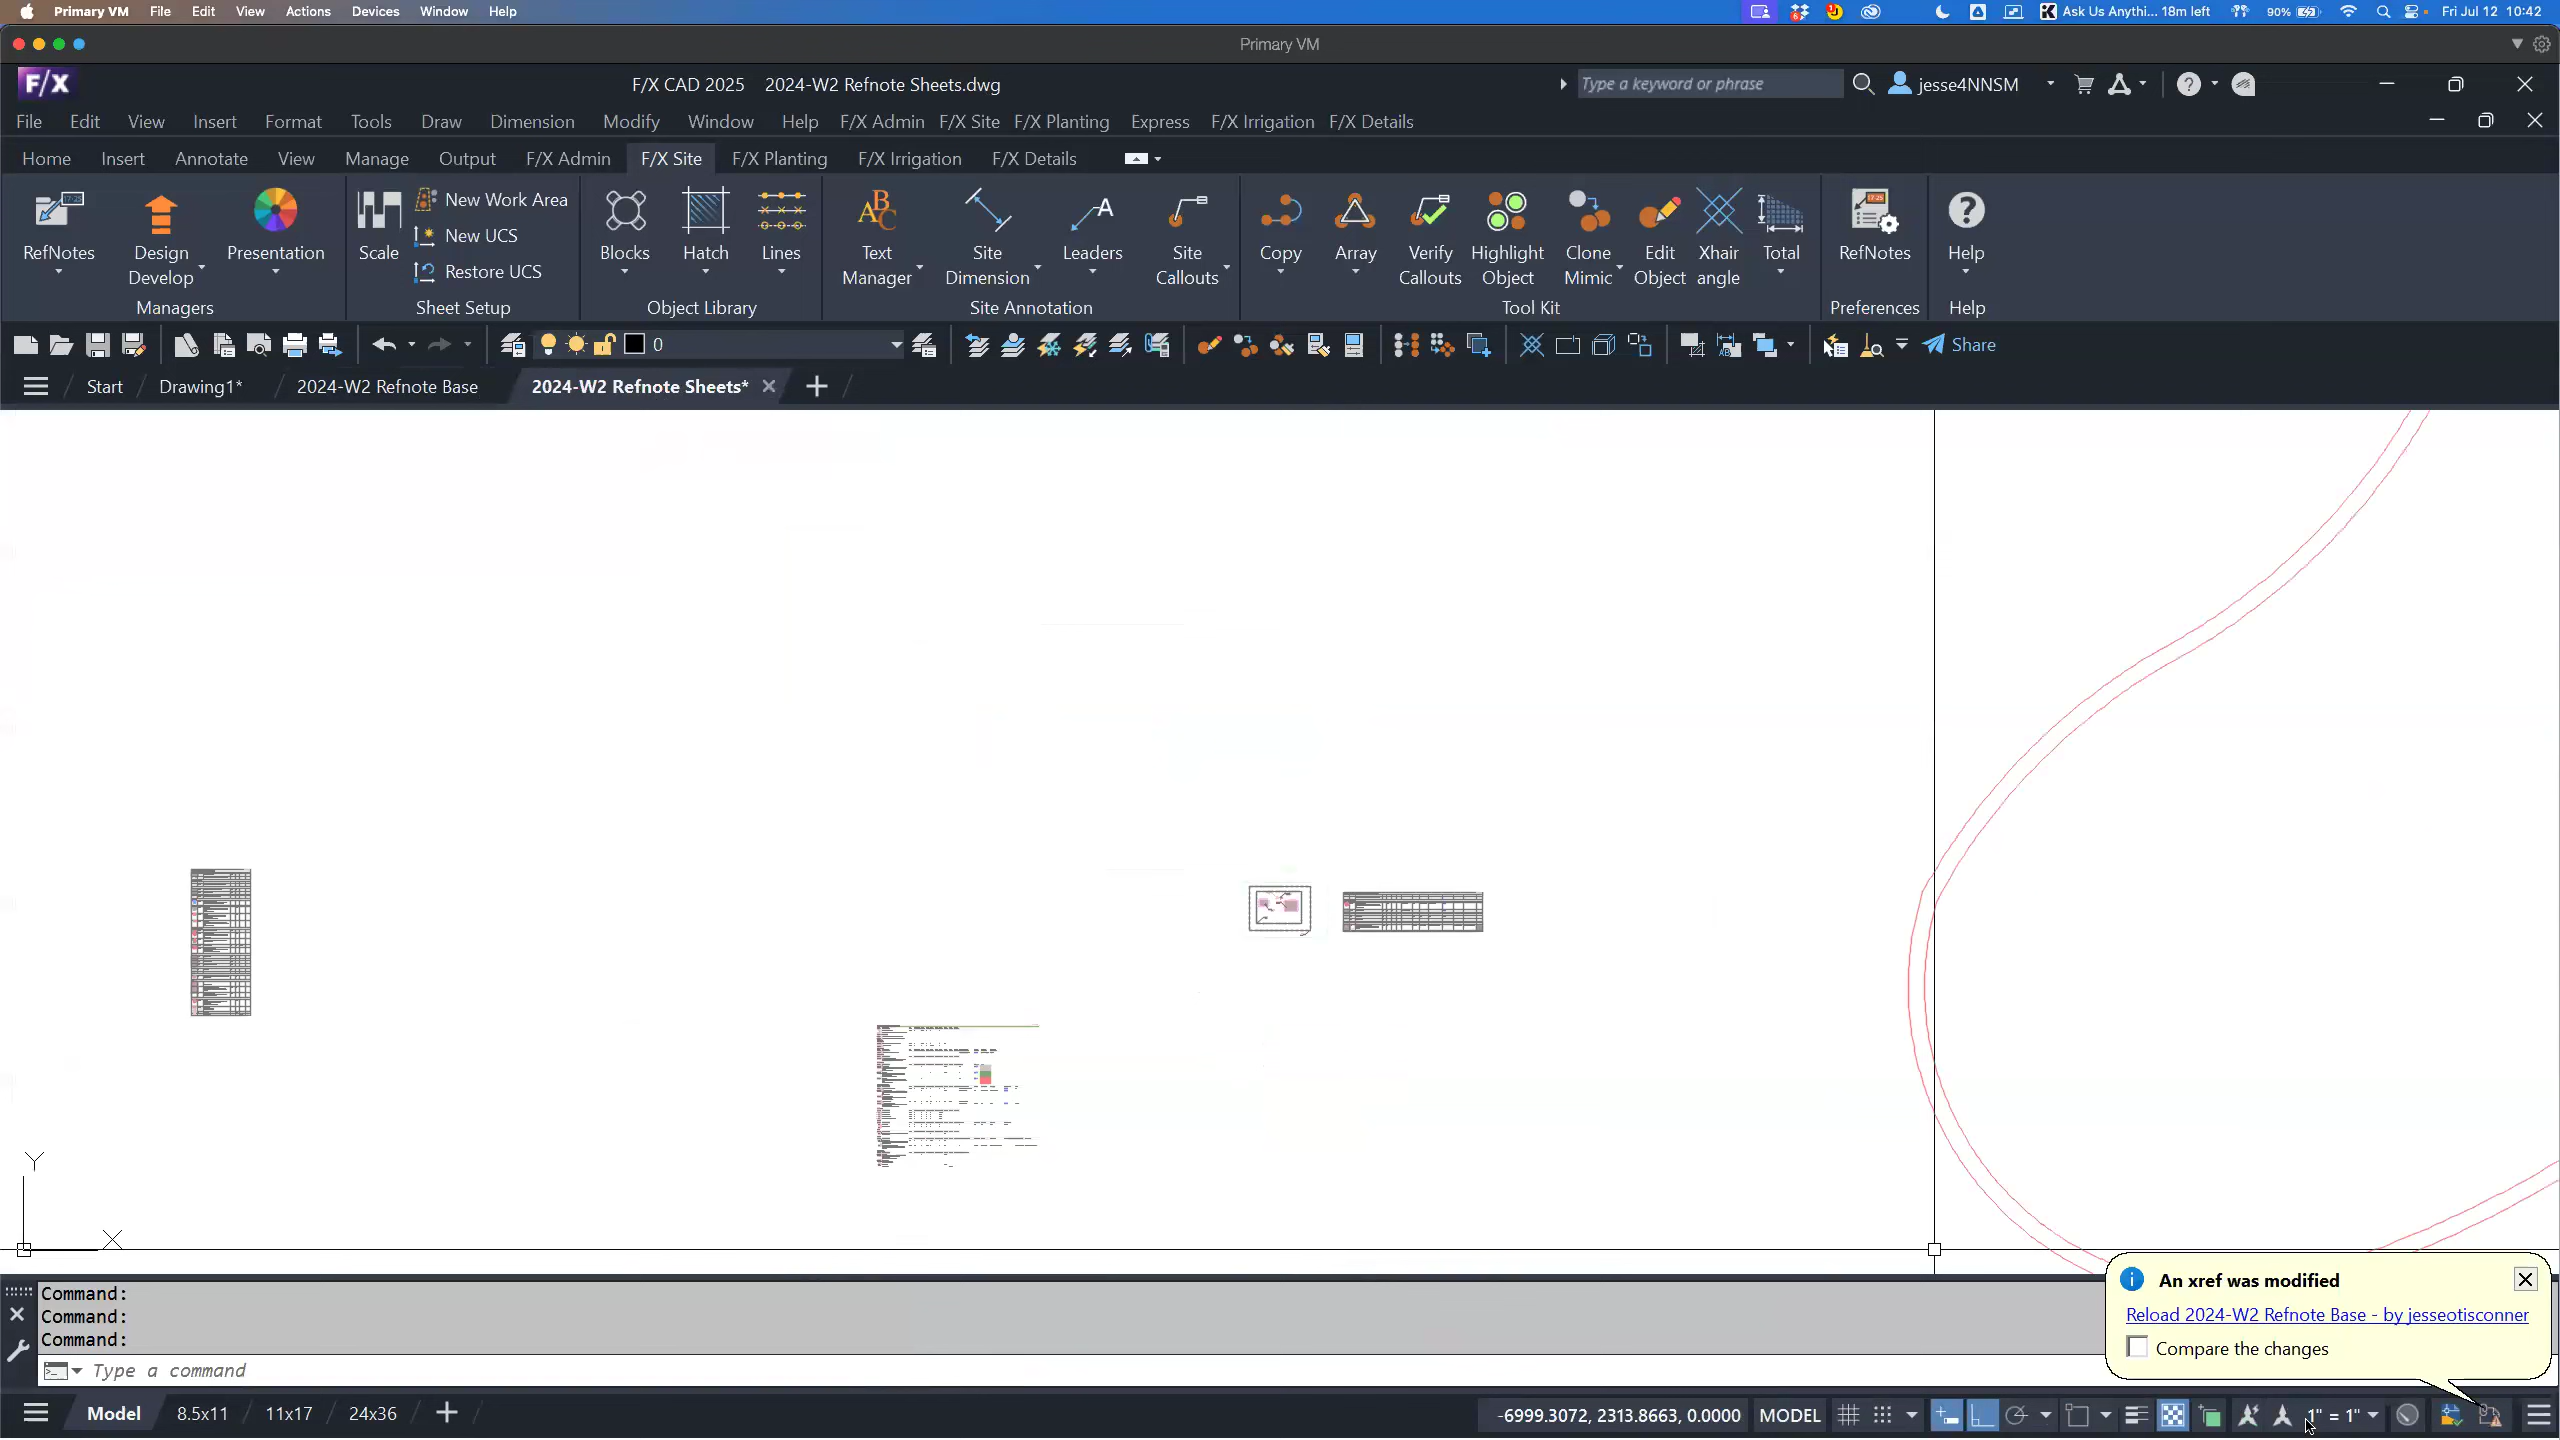 Primary VM File Edit View Actions Devices Window Help
Ask Us Anythi... 18m left 90% Fri Jul 12 10:42
Primary VM
F/X F/X CAD 2025 2024-W2 Refnote Sheets.dwg Type a keyword or phrase jesse4NNSM
File Edit View Insert Format Tools Draw Dimension Modify Window Help F/X Admin F/X Site F/X Planting Express F/X Irrigation F/X Details
Home Insert Annotate View Manage Output F/X Admin F/X Site F/X Planting F/X Irrigation F/X Details
RefNotes
Design
Develop
Presentation
Managers
Scale
New Work Area
New UCS
Restore UCS
Sheet Setup
Blocks
Hatch
Lines
Object Library
Text
Manager
Site
Dimension
Leaders
Site
Callouts
Site Annotation
Copy
Array
Verify
Callouts
Highlight
Object
Clone
Mimic
Edit
Object
Xhair
angle
Total
Tool Kit
RefNotes
Preferences
Help
Help
0
Share
Start Drawing1* 2024-W2 Refnote Base 2024-W2 Refnote Sheets*
Y
X
Command:
Command:
Command:
Type a command
An xref was modified
Reload 2024-W2 Refnote Base - by jesseotisconner
Compare the changes
Model 8.5x11 11x17 24x36
-6999.3072, 2313.8663, 0.0000 MODEL 1" = 1"